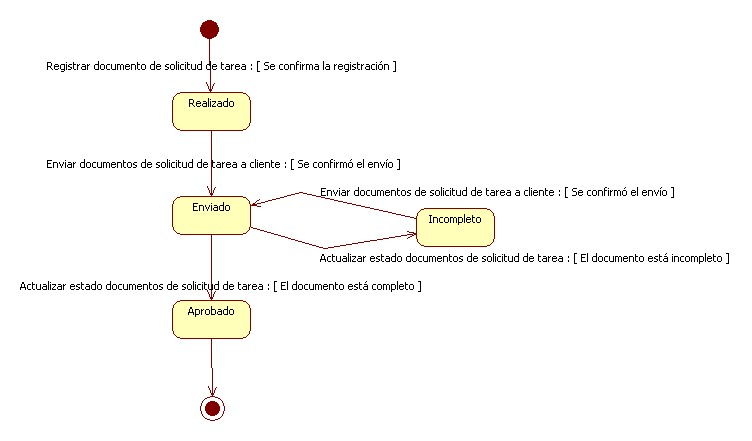 Registrar documento de solicitud de tarea : [ Se confirma la registración ]
Realizado
Enviar documentos de solicitud de tarea a cliente : [ Se confirmó el envío ]
Enviar documentos de solicitud de tarea a cliente : [ Se confirmó el envío ]
Enviado
Incompleto
Actualizar estado documentos de solicitud de tarea : [ El documento está incompleto ]
Actualizar estado documentos de solicitud de tarea : [ El documento está completo ]
Aprobado